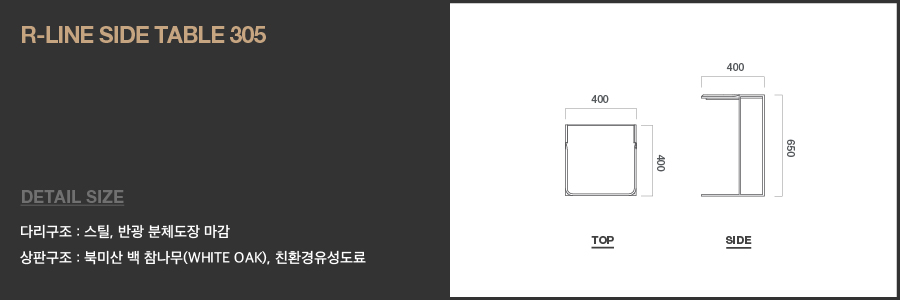 R-LINE SIDE TABLE 305
DETAIL SIZE
다리구조 : 스틸, 반광 분체도장 마감
상판구조 : 북미산 백 참나무(WHITE OAK), 친환경유성도료
400
400
TOP
400
650
SIDE